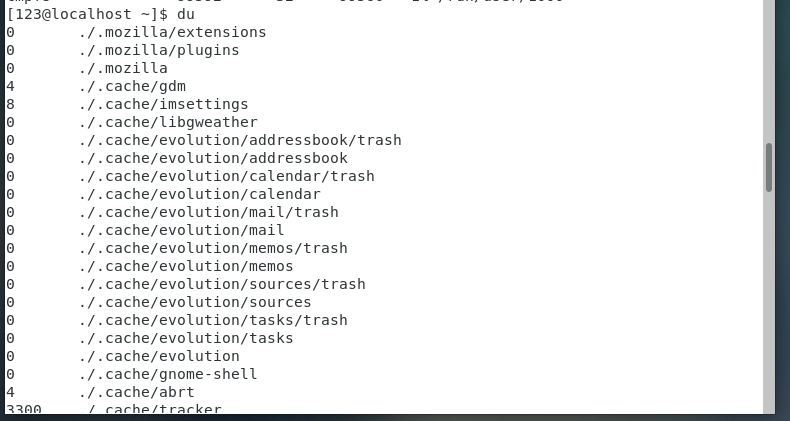 [123@localhost ~]$ du
0 ./.mozilla/extensions
0 ./.mozilla/plugins
0 ./.mozilla
4 ./.cache/gdm
8 ./.cache/imsettings
0 ./.cache/libgweather
0 ./.cache/evolution/addressbook/trash
0 ./.cache/evolution/addressbook
0 ./.cache/evolution/calendar/trash
0 ./.cache/evolution/calendar
0 ./.cache/evolution/mail/trash
0 ./.cache/evolution/mail
0 ./.cache/evolution/memos/trash
0 ./.cache/evolution/memos
0 ./.cache/evolution/sources/trash
0 ./.cache/evolution/sources
0 ./.cache/evolution/tasks/trash
0 ./.cache/evolution/tasks
0 ./.cache/evolution
0 ./.cache/gnome-shell
4 ./.cache/abrt
3300 ./.cache/tracker